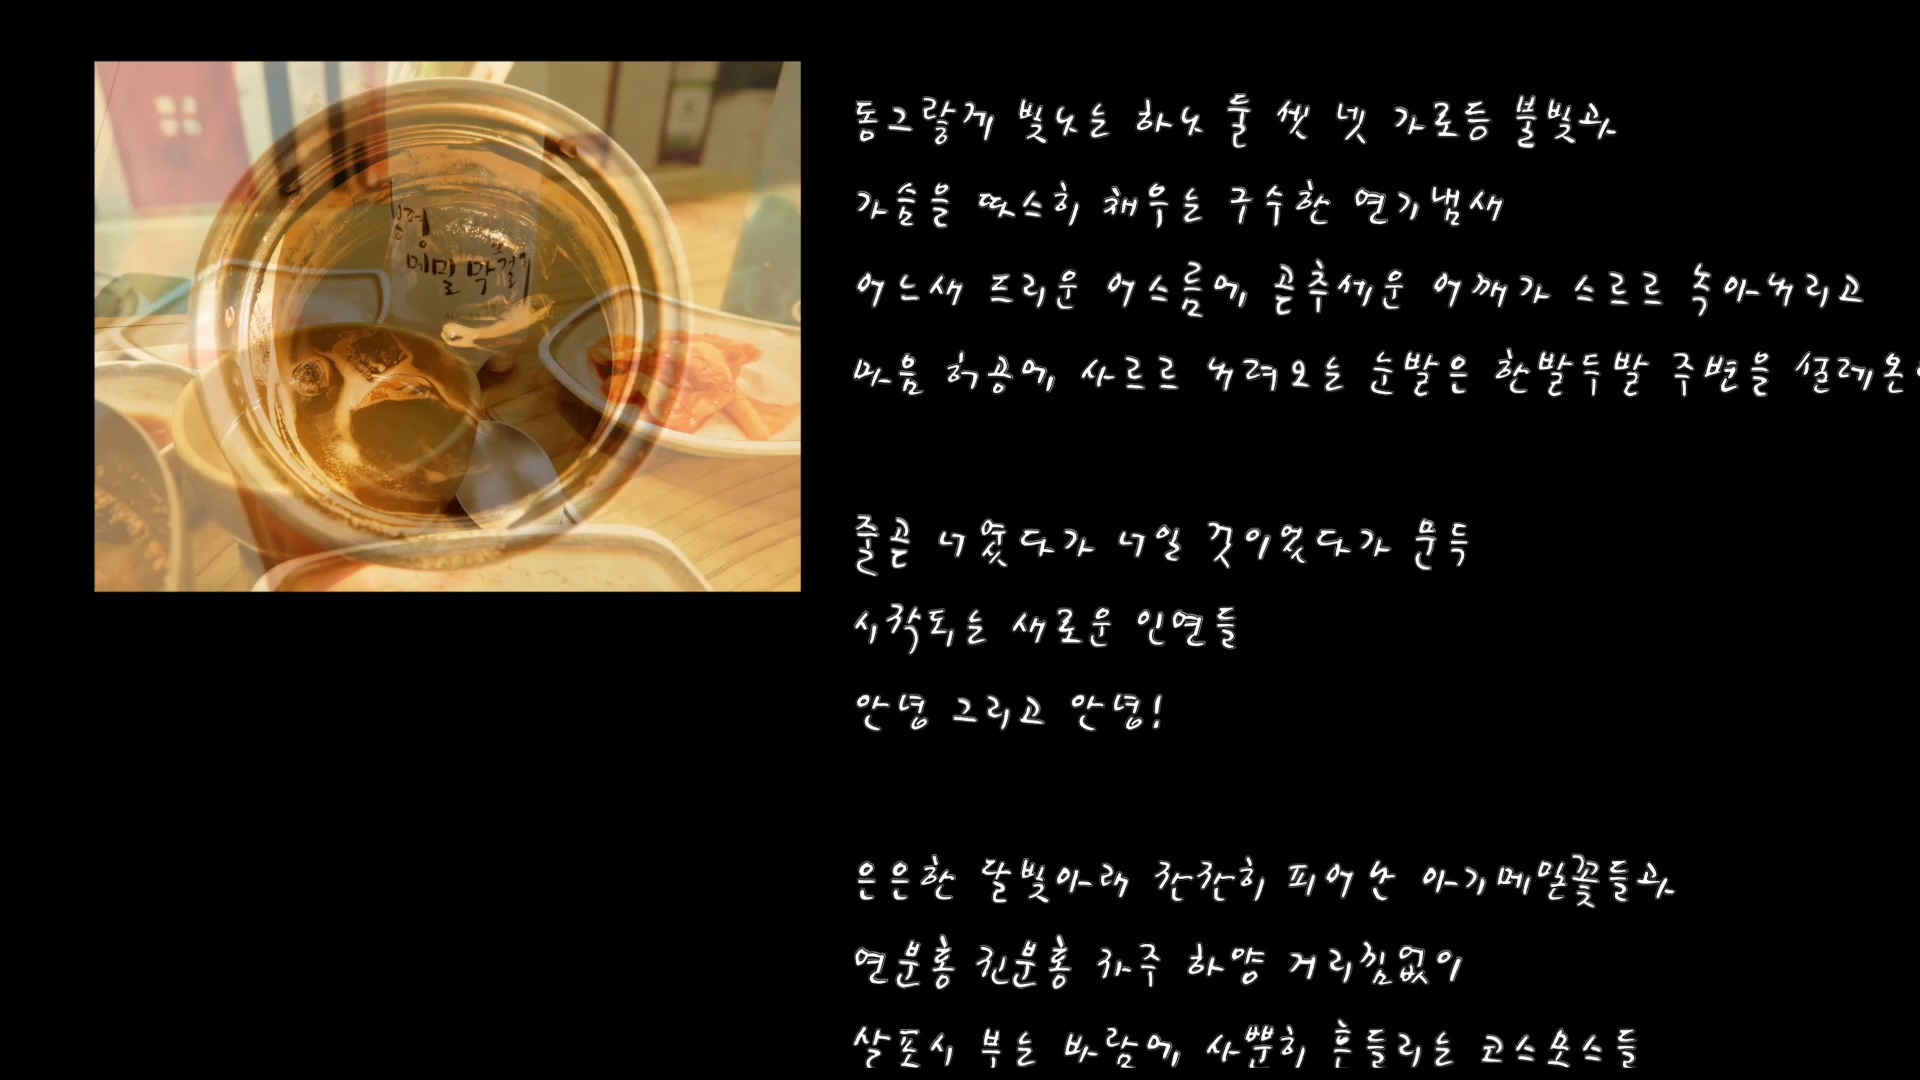 봉평
메밀 막걸리
동그랗게 빛나는 하나 둘 셋 넷 가로등 불빛과
가슴을 따스히 채우는 구수한 연기냄새
어느새 드리운 어스름에 곧추세운 어깨가 스르르 녹아내리고
마음 허공에 사르르 내려오는 눈발은 한발두발 주변을 설레온
줄곧 너였다가 너일 것이었다가 문득
시작되는 새로운 인연들
안녕 그리고 안녕!
은은한 달빛아래 잔잔히 피어난 아기메밀꽃들과
연분홍 진분홍 자주 하양 거리낌없이
살포시 부는 바람에 사뿐히 흔들리는 코스모스들